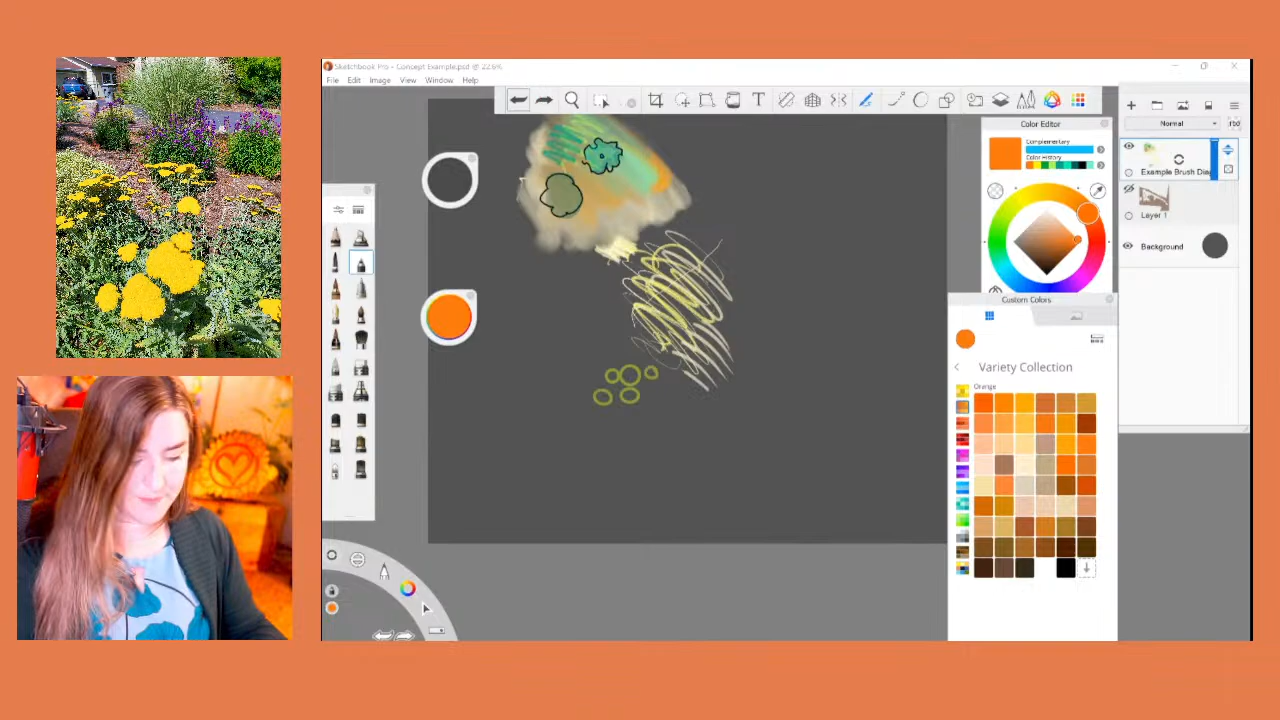 Sketchbook Pro - Concept Example.psd @ 22.6%
File Edit Image View Window Help
T
Color Editor
Complementary
Color History
Normal
Example Brush Dia
Layer 1
Background
Custom Colors
Variety Collection
Orange